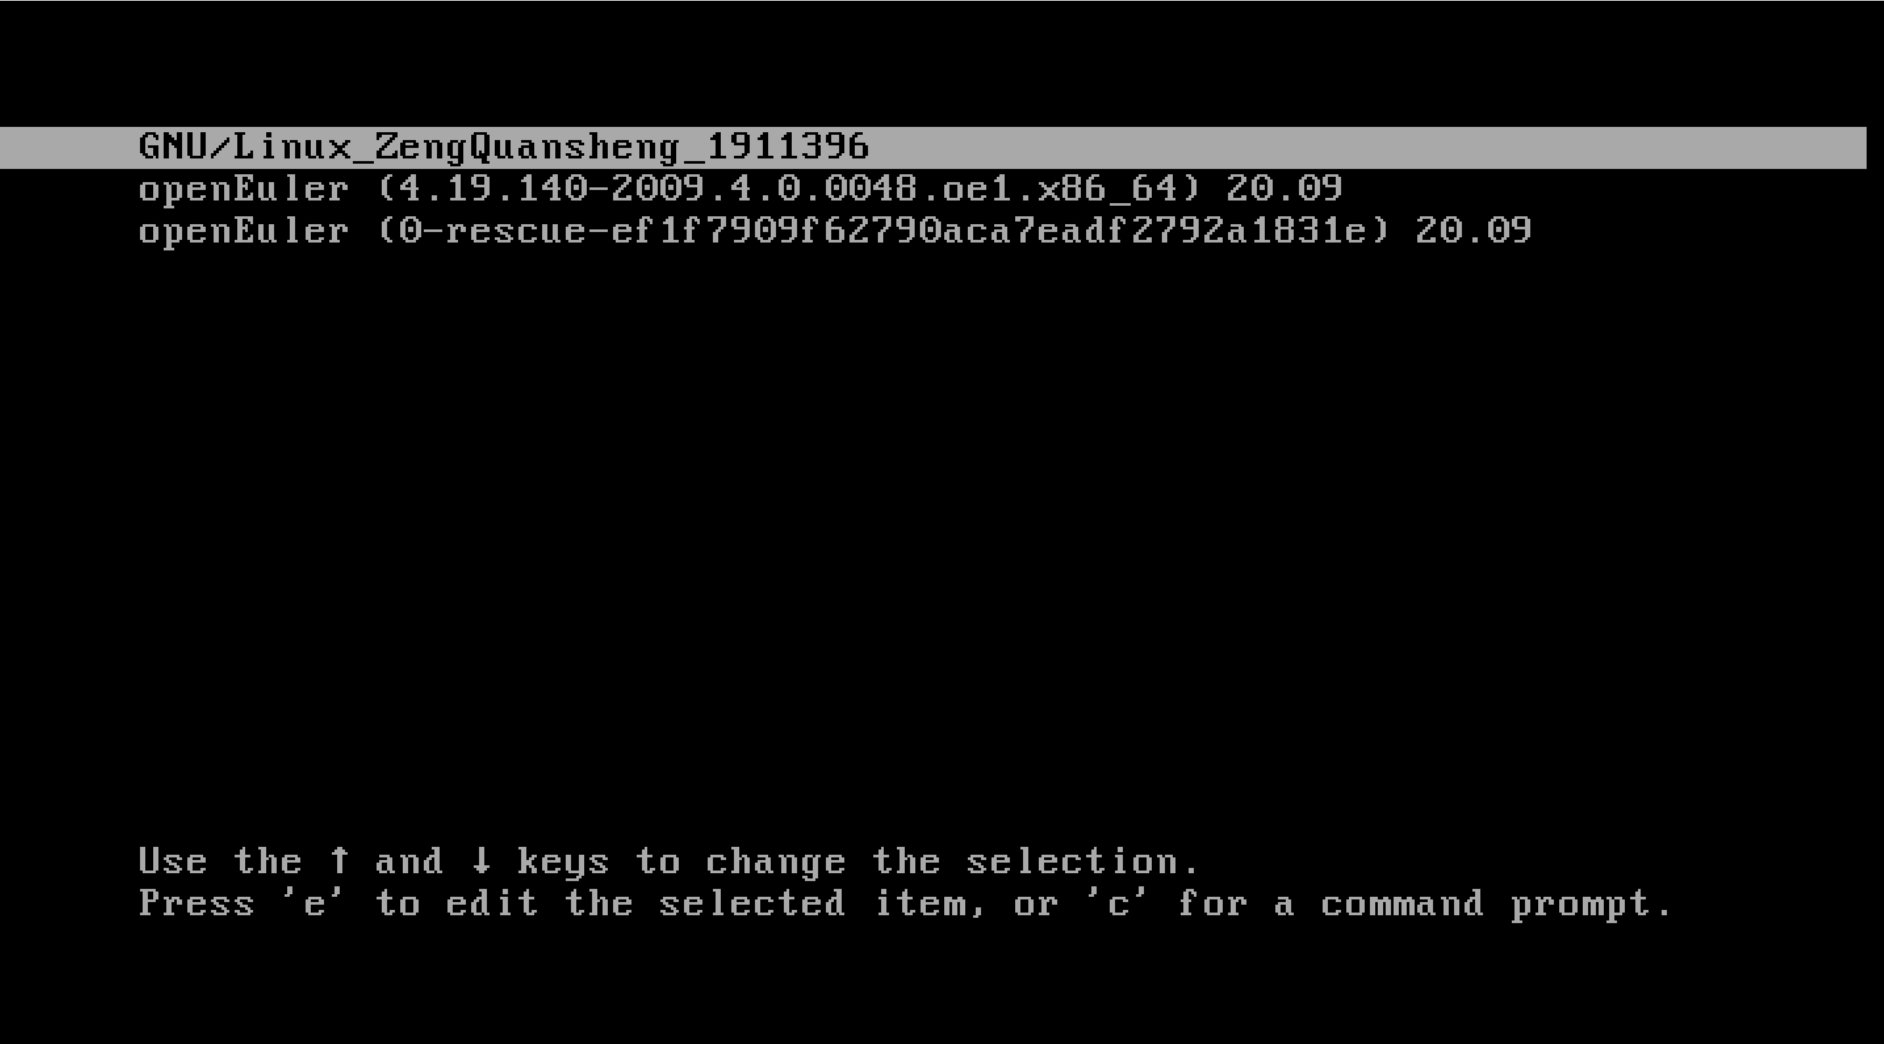 GNU/Linux_ZengQuansheng_1911396
openEuler (4.19.140-2009.4.0.0048.oe1.x86_64) 20.09
openEuler (0-rescue-ef1f7909f62790aca7eadf2792a1831e) 20.09
Use the ↑ and ↓ keys to change the selection.
Press 'e' to edit the selected item, or 'c' for a command prompt.